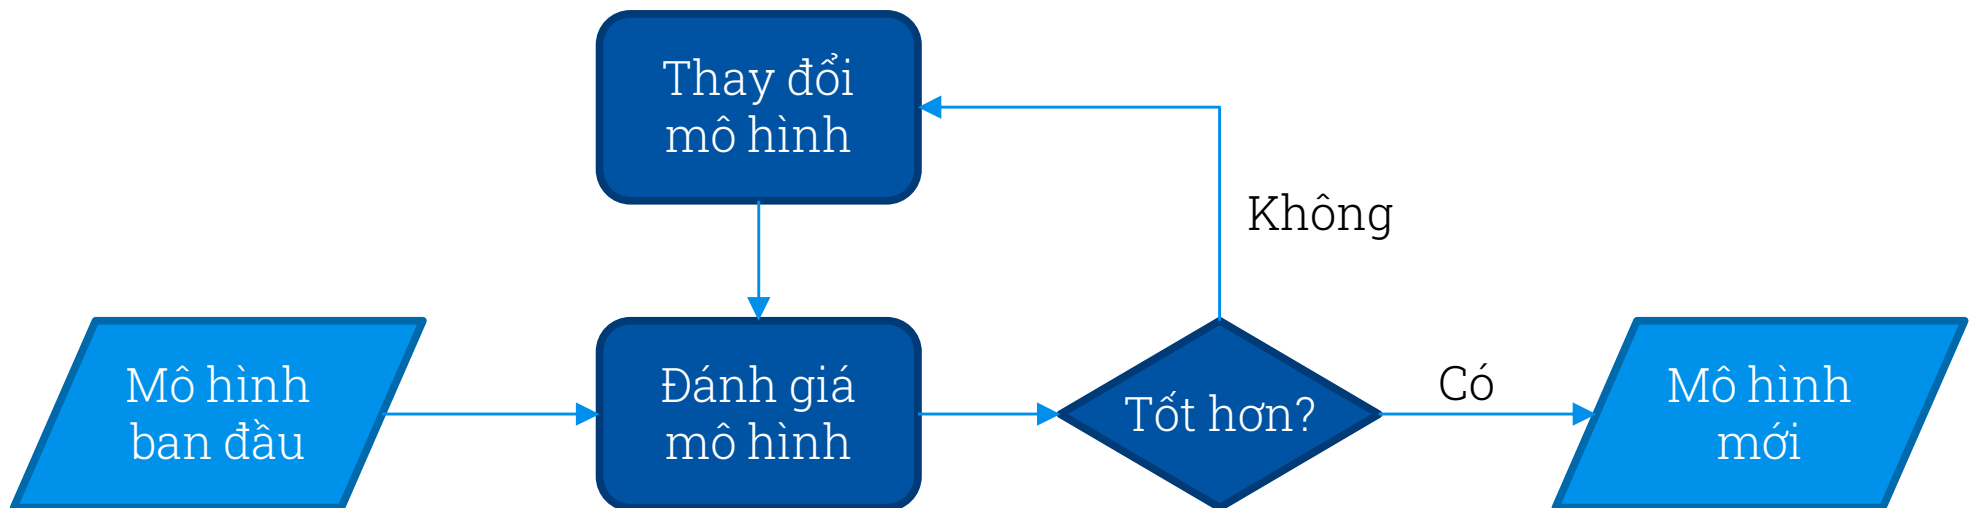 Thay đổi
mô hình
Không
Mô hình
ban đầu
Đánh giá
mô hình
Tốt hơn?
Có
Mô hình
mới